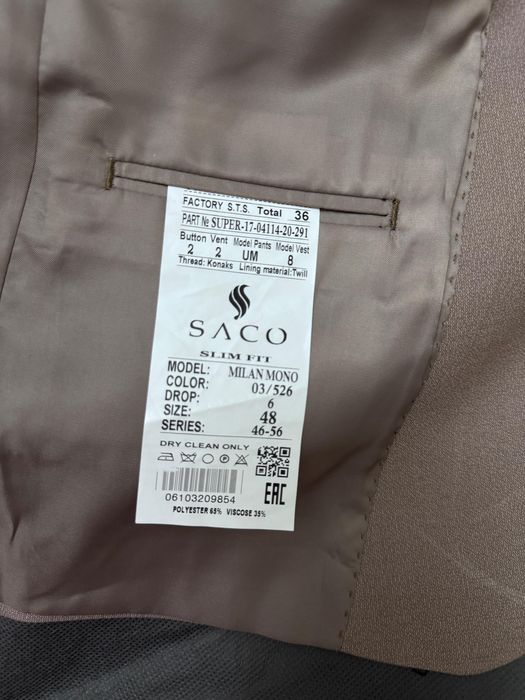 FACTORY S.T.S. Total 36
PART № SUPER-17-04114-20-291
Button Vent Model Pants Model Vest
2 2 UM 8
Thread: Konaks Lining material:Twill
SACO
SLIM FIT
MODEL: MILAN MONO
COLOR: 03/526
DROP: 6
SIZE: 48
SERIES: 46-56
DRY CLEAN ONLY
P
EAC
06103209854
POLYESTER 65% VISCOSE 35%